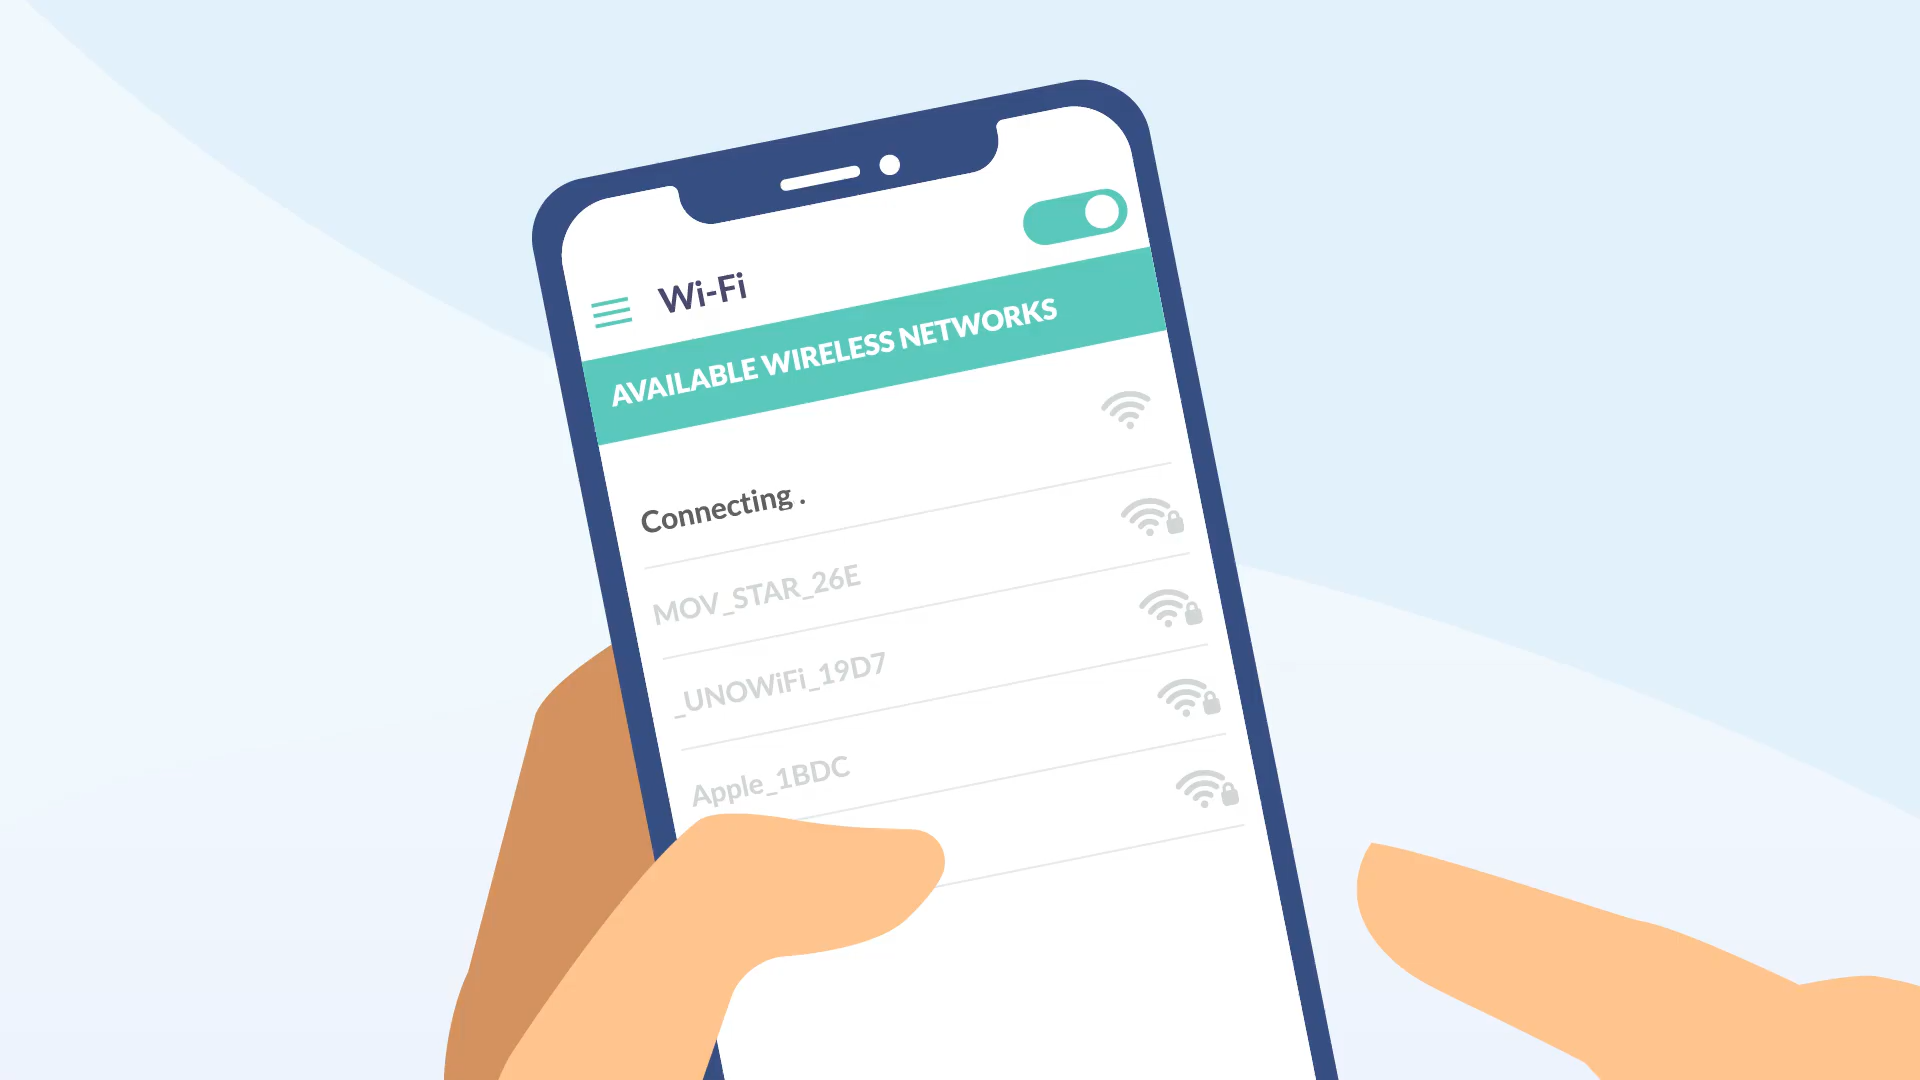 Wi-Fi
AVAILABLE WIRELESS NETWORKS
Connecting .
MOV_STAR_26E
_UNOWiFi_19D7
Apple_1BDC